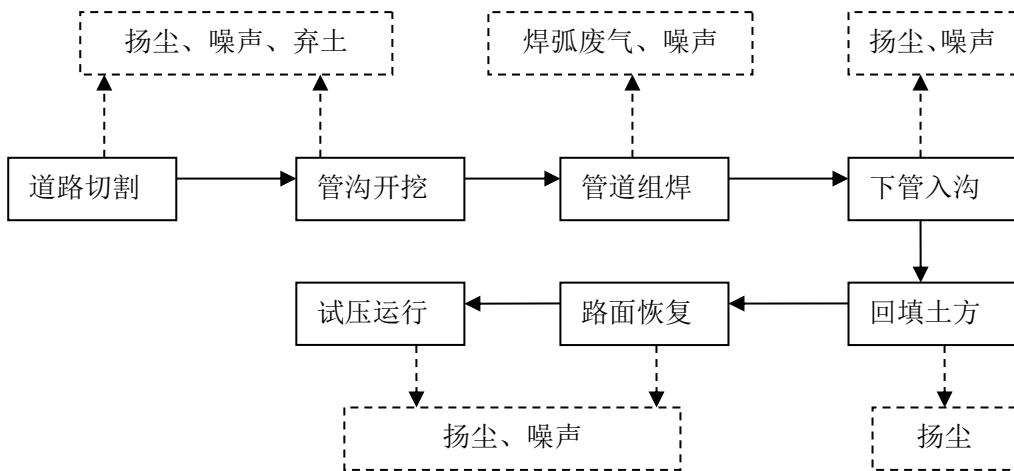 扬尘、噪声、弃土
焊弧废气、噪声
扬尘、噪声
道路切割
管沟开挖
管道组焊
下管入沟
试压运行
路面恢复
回填土方
扬尘、噪声
扬尘